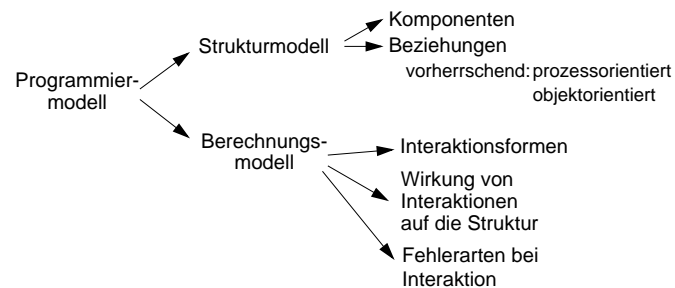 Programmier-
modell
Strukturmodell
Komponenten
Beziehungen
vorherrschend: prozessorientiert
objektorientiert
Berechnungs-
modell
Interaktionsformen
Wirkung von
Interaktionen
auf die Struktur
Fehlerarten bei
Interaktion